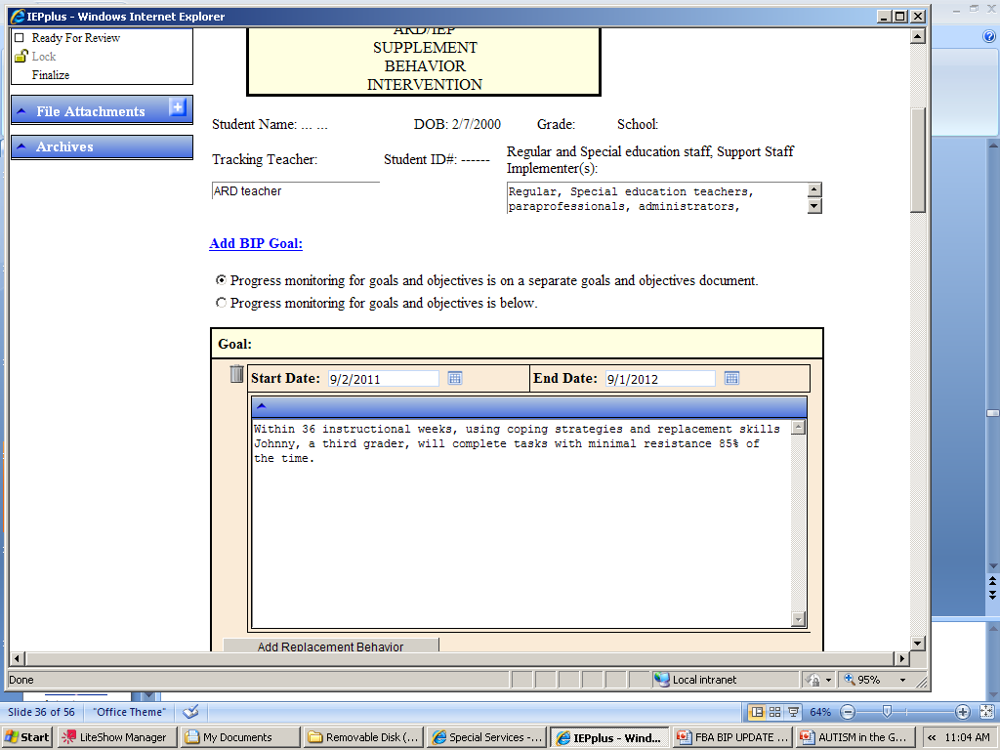 IEPplus - Windows Internet Explorer
Ready For Review
Lock
Finalize
File Attachments
Archives
ARD/IEP
SUPPLEMENT
BEHAVIOR
INTERVENTION
Student Name: ... ... DOB: 2/7/2000 Grade: School:
Tracking Teacher: Student ID#: ------ Regular and Special education staff, Support Staff
Implementer(s):
ARD teacher
Regular, Special education teachers,
paraprofessionals, administrators,
Add BIP Goal:
Progress monitoring for goals and objectives is on a separate goals and objectives document.
Progress monitoring for goals and objectives is below.
Goal:
Start Date: 9/2/2011 End Date: 9/1/2012
Within 36 instructional weeks, using coping strategies and replacement skills
Johnny, a third grader, will complete tasks with minimal resistance 85% of
the time.
Add Replacement Behavior
Done Local intranet 95%
Slide 36 of 56 "Office Theme" 64%
Start LiteShow Manager My Documents Removable Disk (... Special Services -... IEPplus - Wind... FBA BIP UPDATE ... AUTISM in the G... « 11:04 AM